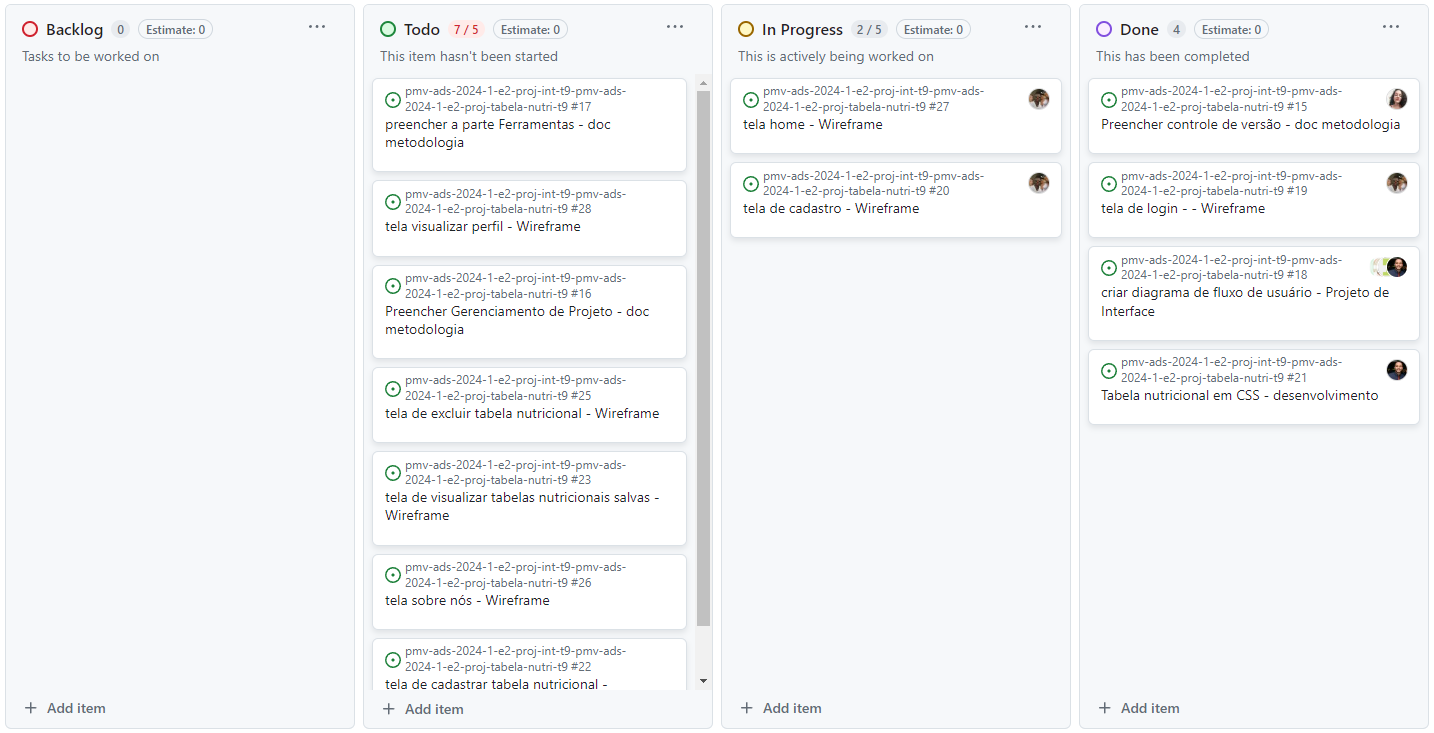 Backlog 0 Estimate: 0 ...
Tasks to be worked on
+ Add item
Todo 7 / 5 Estimate: 0 ...
This item hasn't been started
pmv-ads-2024-1-e2-proj-int-t9-pmv-ads-
2024-1-e2-proj-tabela-nutri-t9 #17
preencher a parte Ferramentas - doc
metodologia
pmv-ads-2024-1-e2-proj-int-t9-pmv-ads-
2024-1-e2-proj-tabela-nutri-t9 #28
tela visualizar perfil - Wireframe
pmv-ads-2024-1-e2-proj-int-t9-pmv-ads-
2024-1-e2-proj-tabela-nutri-t9 #16
Preencher Gerenciamento de Projeto - doc
metodologia
pmv-ads-2024-1-e2-proj-int-t9-pmv-ads-
2024-1-e2-proj-tabela-nutri-t9 #25
tela de excluir tabela nutricional - Wireframe
pmv-ads-2024-1-e2-proj-int-t9-pmv-ads-
2024-1-e2-proj-tabela-nutri-t9 #23
tela de visualizar tabelas nutricionais salvas -
Wireframe
pmv-ads-2024-1-e2-proj-int-t9-pmv-ads-
2024-1-e2-proj-tabela-nutri-t9 #26
tela sobre nós - Wireframe
pmv-ads-2024-1-e2-proj-int-t9-pmv-ads-
2024-1-e2-proj-tabela-nutri-t9 #22
tela de cadastrar tabela nutricional -
+ Add item
In Progress 2 / 5 Estimate: 0 ...
This is actively being worked on
pmv-ads-2024-1-e2-proj-int-t9-pmv-ads-
2024-1-e2-proj-tabela-nutri-t9 #27
tela home - Wireframe
pmv-ads-2024-1-e2-proj-int-t9-pmv-ads-
2024-1-e2-proj-tabela-nutri-t9 #20
tela de cadastro - Wireframe
+ Add item
Done 4 Estimate: 0 ...
This has been completed
pmv-ads-2024-1-e2-proj-int-t9-pmv-ads-
2024-1-e2-proj-tabela-nutri-t9 #15
Preencher controle de versão - doc metodologia
pmv-ads-2024-1-e2-proj-int-t9-pmv-ads-
2024-1-e2-proj-tabela-nutri-t9 #19
tela de login - - Wireframe
pmv-ads-2024-1-e2-proj-int-t9-pmv-ads-
2024-1-e2-proj-tabela-nutri-t9 #18
criar diagrama de fluxo de usuário - Projeto de
Interface
pmv-ads-2024-1-e2-proj-int-t9-pmv-ads-
2024-1-e2-proj-tabela-nutri-t9 #21
Tabela nutricional em CSS - desenvolvimento
+ Add item